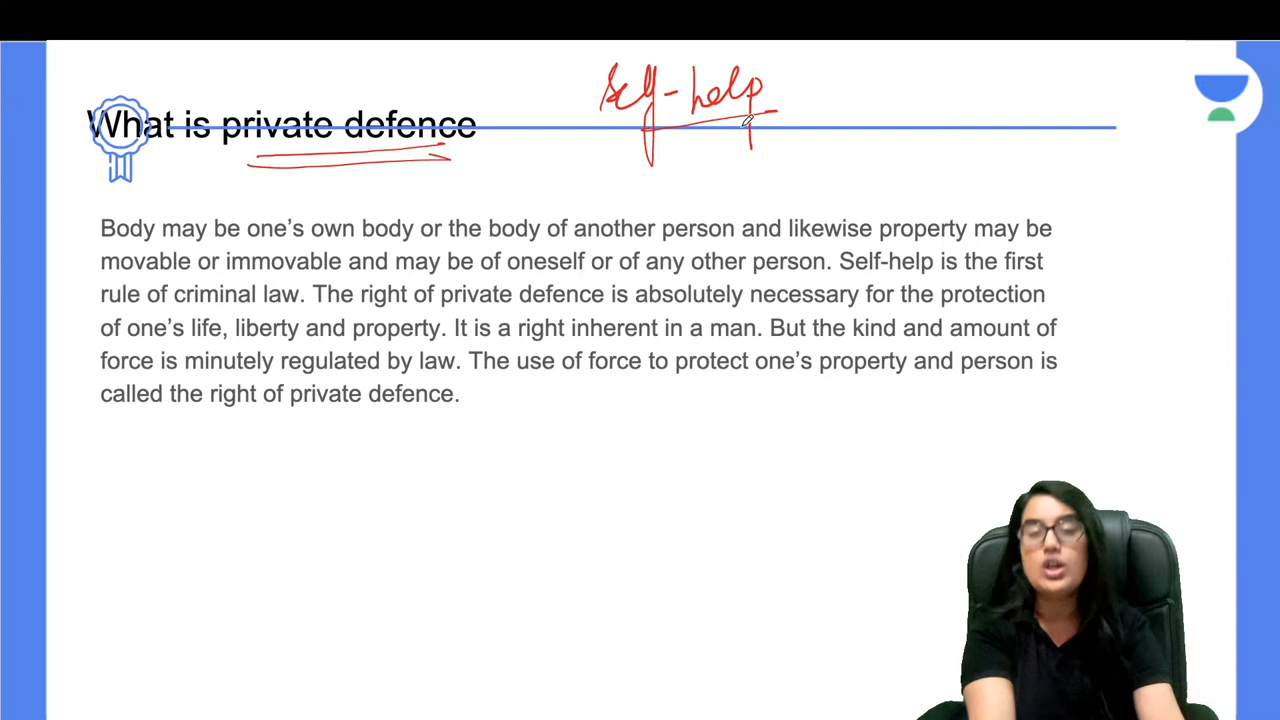 self-help
What is private defence
Body may be one’s own body or the body of another person and likewise property may be
movable or immovable and may be of oneself or of any other person. Self-help is the first
rule of criminal law. The right of private defence is absolutely necessary for the protection
of one’s life, liberty and property. It is a right inherent in a man. But the kind and amount of
force is minutely regulated by law. The use of force to protect one’s property and person is
called the right of private defence.